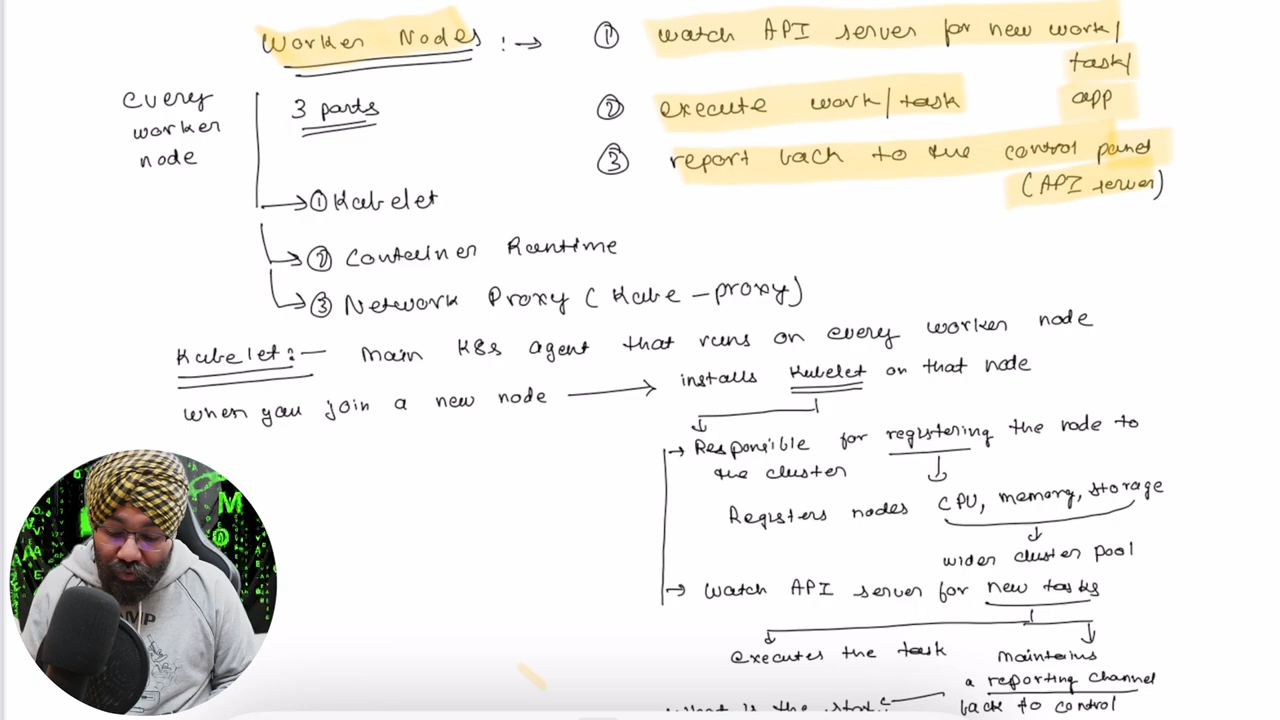 Worker Nodes :→ ① watch API server for new work/
task/
every 3 parts ② execute work/task app
worker
node ③ report back to the control panel
(API server)
→ ① Kubelet
→ ② Container Runtime
→ ③ Network Proxy (Kube-proxy)
Kubelet:— Main K8s agent that runs on every worker node
when you join a new node → installs Kubelet on that node
→ Responsible for registering the node to
the cluster
Registers nodes CPU, memory, storage
wider cluster pool
→ watch API server for new tasks
executes the task maintains
a reporting channel
back to control
MP